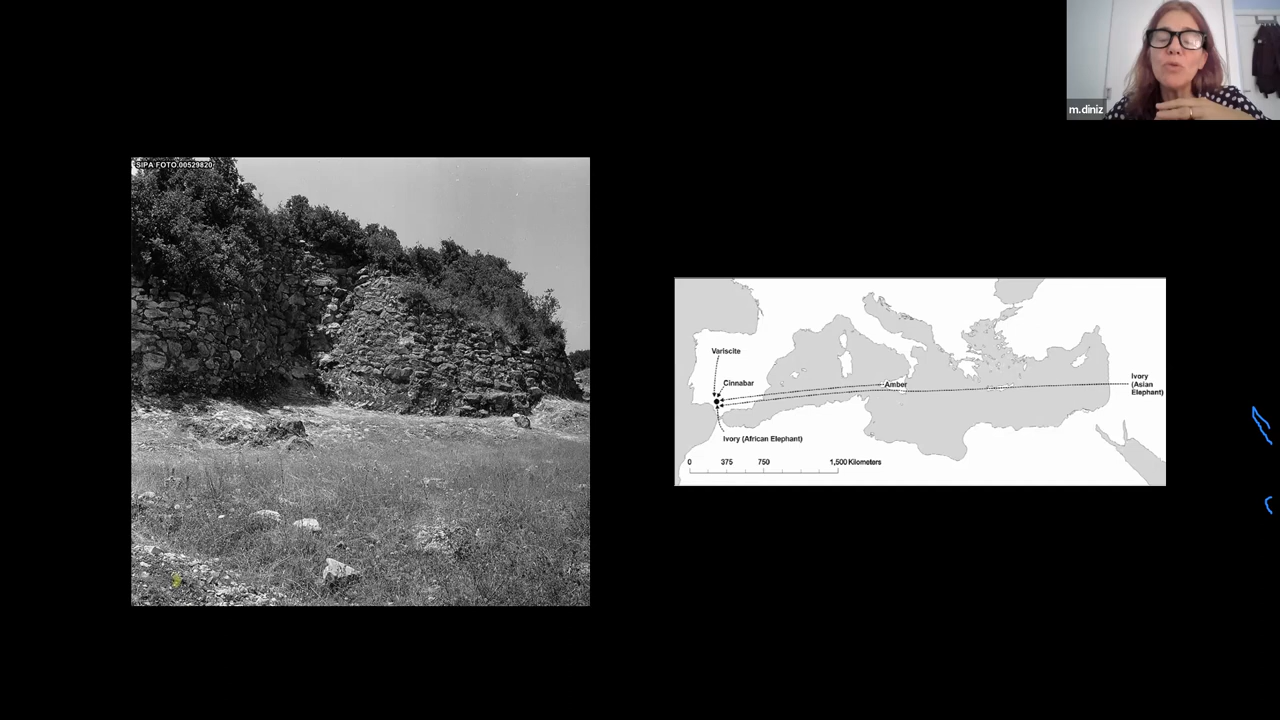 m.diniz
SIPA FOTO.00529820
Variscite
Cinnabar
Amber
Ivory
(Asian
Elephant)
Ivory (African Elephant)
0 375 750 1,500 Kilometers